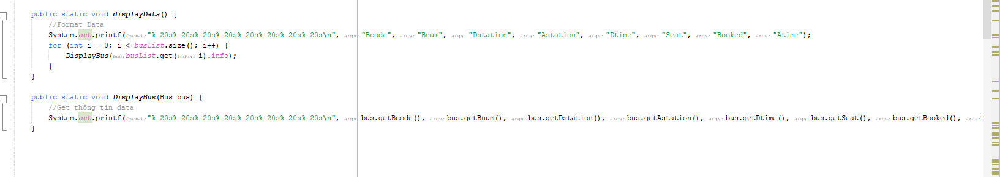 public static void displayData() {
//Format Data
System.out.printf(format:"%-20s%-20s%-20s%-20s%-20s%-20s%-20s%-20s\n", args:"Bcode", args:"Bnum", args:"Dstation", args:"Astation", args:"Dtime", args:"Seat", args:"Booked", args:"Atime");
for (int i = 0; i < busList.size(); i++) {
DisplayBus(bus:busList.get(index:i).info);
}
}
public static void DisplayBus(Bus bus) {
//Get thông tin data
System.out.printf(format:"%-20s%-20s%-20s%-20s%-20s%-20s%-20s%-20s\n", args:bus.getBcode(), args:bus.getBnum(), args:bus.getDstation(), args:bus.getAstation(), args:bus.getDtime(), args:bus.getSeat(), args:bus.getBooked(), args:
}